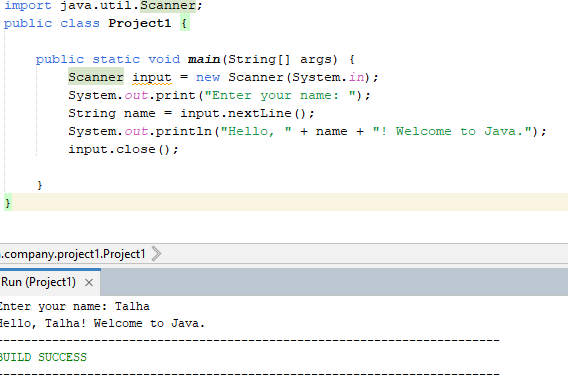 import java.util.Scanner;
public class Project1 {
public static void main(String[] args) {
Scanner input = new Scanner(System.in);
System.out.print("Enter your name: ");
String name = input.nextLine();
System.out.println("Hello, " + name + "! Welcome to Java.");
input.close();
}
}
.company.project1.Project1
Run (Project1) ×
Enter your name: Talha
Hello, Talha! Welcome to Java.
------------------------------------------------------------------------
BUILD SUCCESS
------------------------------------------------------------------------